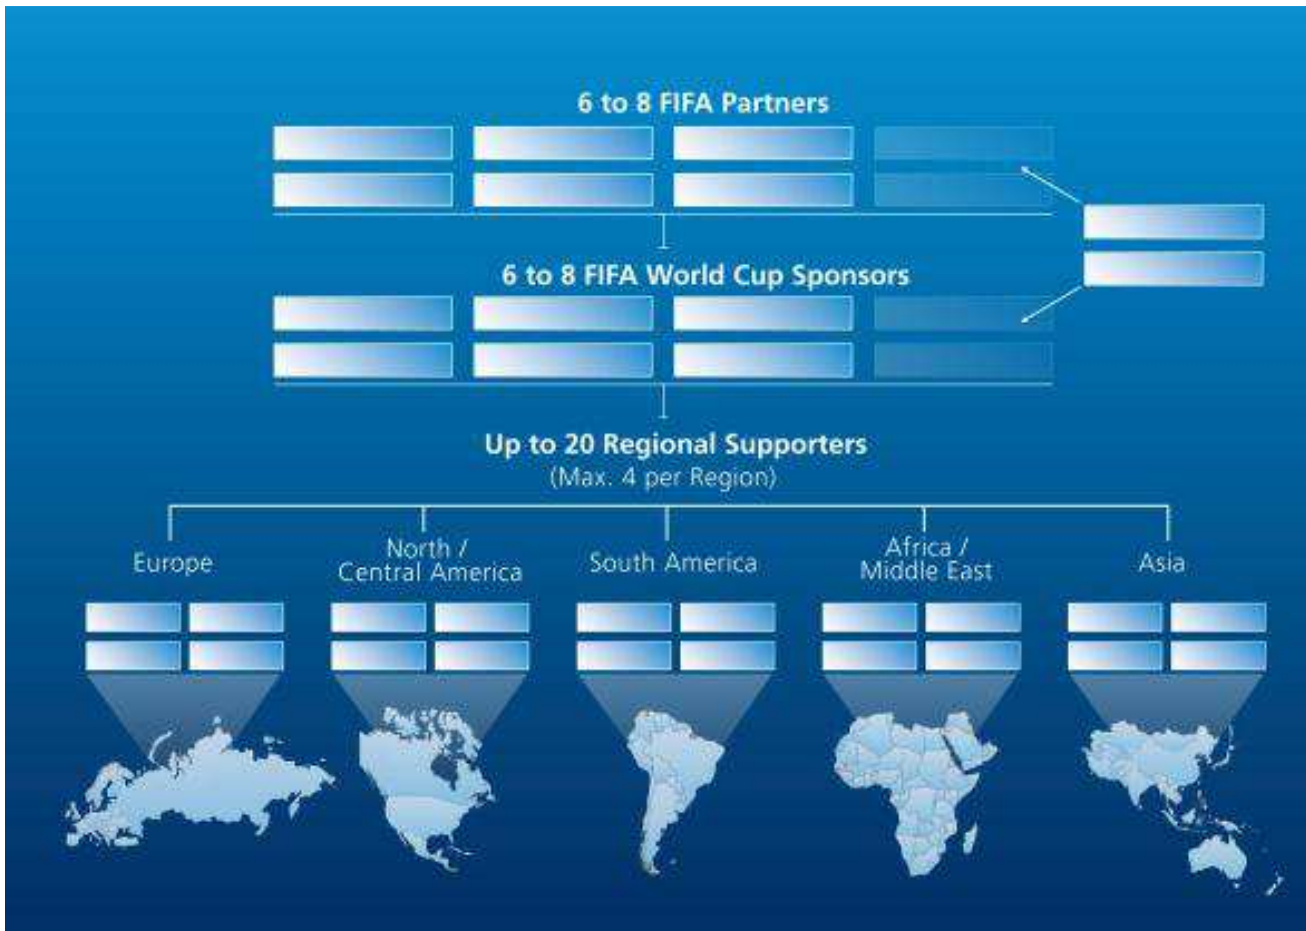 6 to 8 FIFA Partners
6 to 8 FIFA World Cup Sponsors
Up to 20 Regional Supporters
(Max. 4 per Region)
Europe
North /
Central America
South America
Africa /
Middle East
Asia